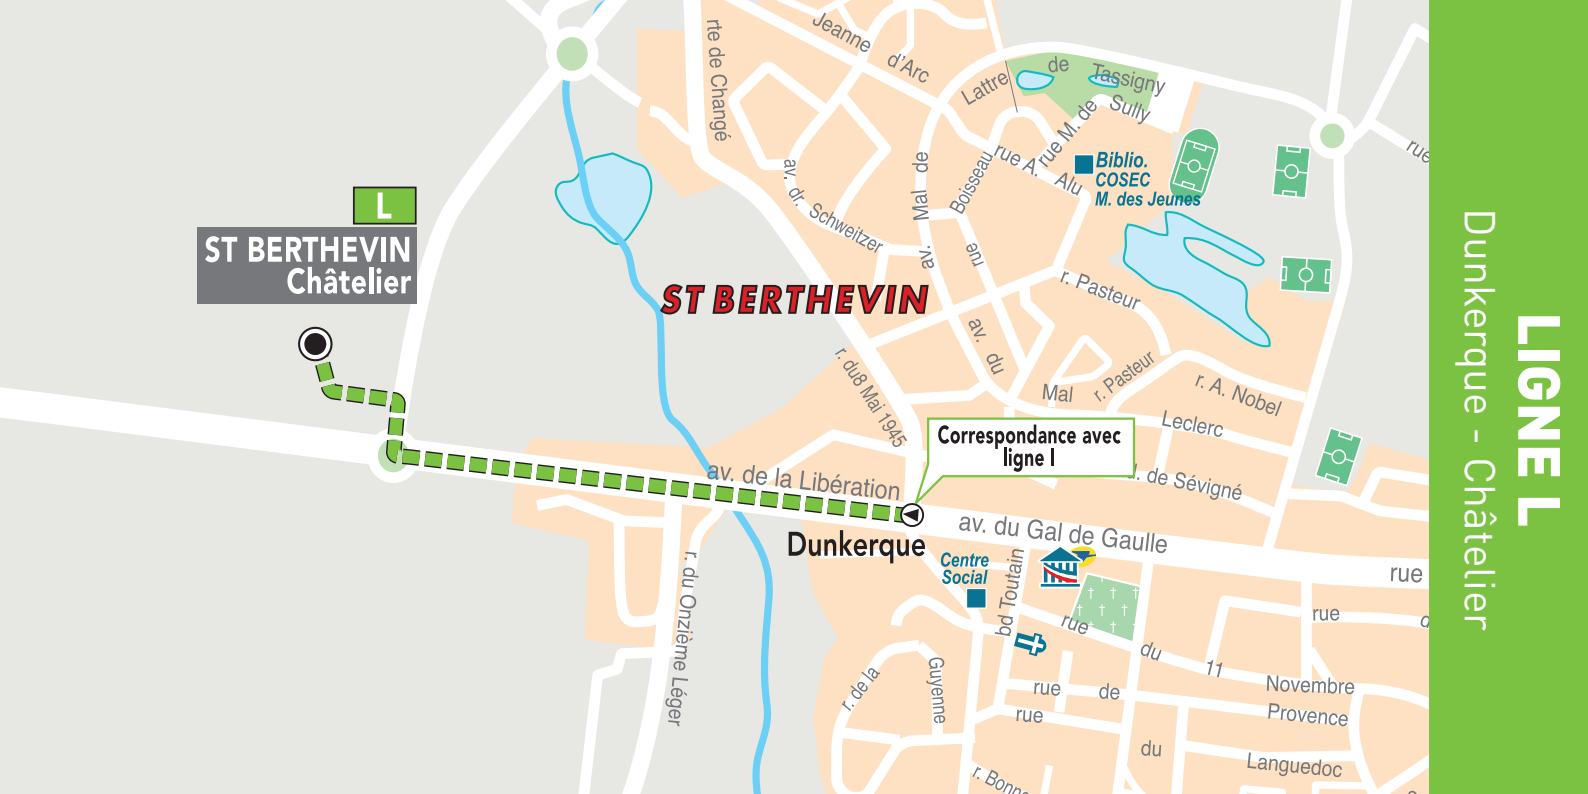 Jeanne
d'Arc
rte de Changé
Lattre
de
Tassigny
Sully
rue M. de
rue
Boisseau
rue A.
Alu
Biblio.
COSEC
M. des Jeunes
av. dr. Schweitzer
av. Mal de
rue
L
ST BERTHEVIN
Châtelier
ST BERTHEVIN
r. Pasteur
av. du
Mal
Leclerc
r. Pasteur
r. A. Nobel
r. du8 Mai 1945
Correspondance avec
ligne I
de Sévigné
av. de la Libération
Dunkerque
av. du Gal de Gaulle
rue
Centre
Social
bd Toutain
rue
du
11
Novembre
rue
r. du Onzième Léger
r. de la
Guyenne
rue
de
Provence
rue
du
Languedoc
r. Bonne
LIGNE L
Dunkerque - Châtelier